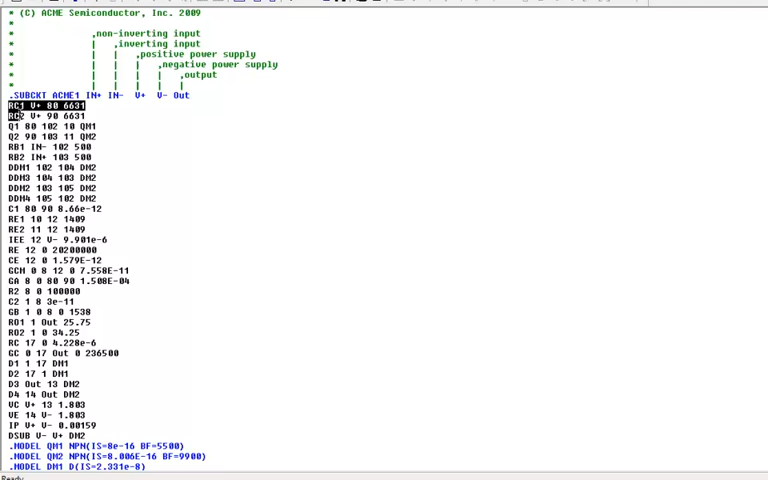 * (C) ACME Semiconductor, Inc. 2009
*
* ,non-inverting input
* | ,inverting input
* | | ,positive power supply
* | | | ,negative power supply
* | | | | ,output
* | | | | |
.SUBCKT ACME1 IN+ IN- V+ V- Out
RC1 V+ 80 6631
RC2 V+ 90 6631
Q1 80 102 10 QM1
Q2 90 103 11 QM2
RB1 IN- 102 500
RB2 IN+ 103 500
DDM1 102 104 DM2
DDM3 104 103 DM2
DDM2 103 105 DM2
DDM4 105 102 DM2
C1 80 90 8.66e-12
RE1 10 12 1409
RE2 11 12 1409
IEE 12 V- 9.901e-6
RE 12 0 20200000
CE 12 0 1.579E-12
GCM 0 8 12 0 7.558E-11
GA 8 0 80 90 1.508E-04
R2 8 0 100000
C2 1 8 3e-11
GB 1 0 8 0 1538
RO1 1 Out 25.75
RO2 1 0 34.25
RC 17 0 4.228e-6
GC 0 17 Out 0 236500
D1 1 17 DM1
D2 17 1 DM1
D3 Out 13 DM2
D4 14 Out DM2
VC V+ 13 1.803
VE 14 V- 1.803
IP V+ V- 0.00159
DSUB V- V+ DM2
.MODEL QM1 NPN(IS=8e-16 BF=5500)
.MODEL QM2 NPN(IS=8.006E-16 BF=9900)
.MODEL DM1 D(IS=2.331e-8)
Ready